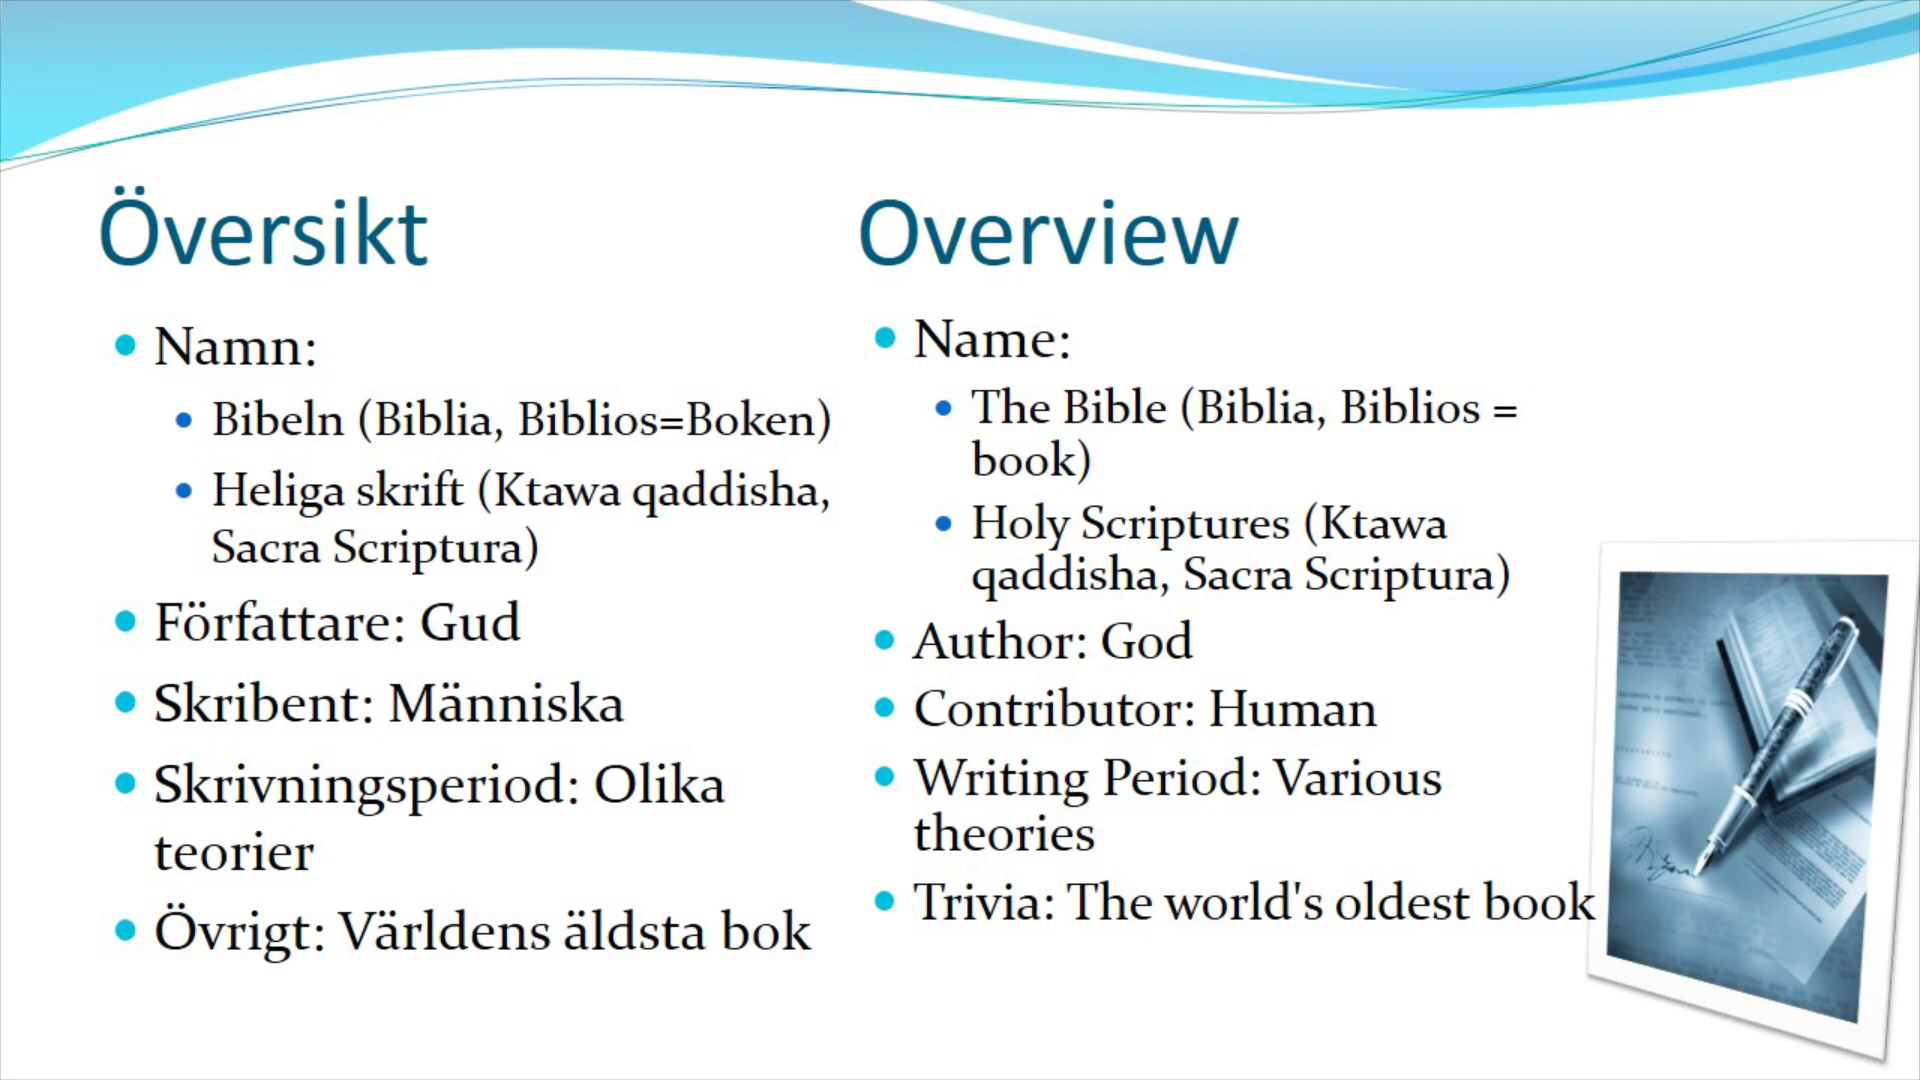 Översikt
Namn:
Bibeln (Biblia, Biblios=Boken)
Heliga skrift (Ktawa qaddisha,
Sacra Scriptura)
Författare: Gud
Skribent: Människa
Skrivningsperiod: Olika
teorier
Övrigt: Världens äldsta bok
Overview
Name:
The Bible (Biblia, Biblios =
book)
Holy Scriptures (Ktawa
qaddisha, Sacra Scriptura)
Author: God
Contributor: Human
Writing Period: Various
theories
Trivia: The world's oldest book